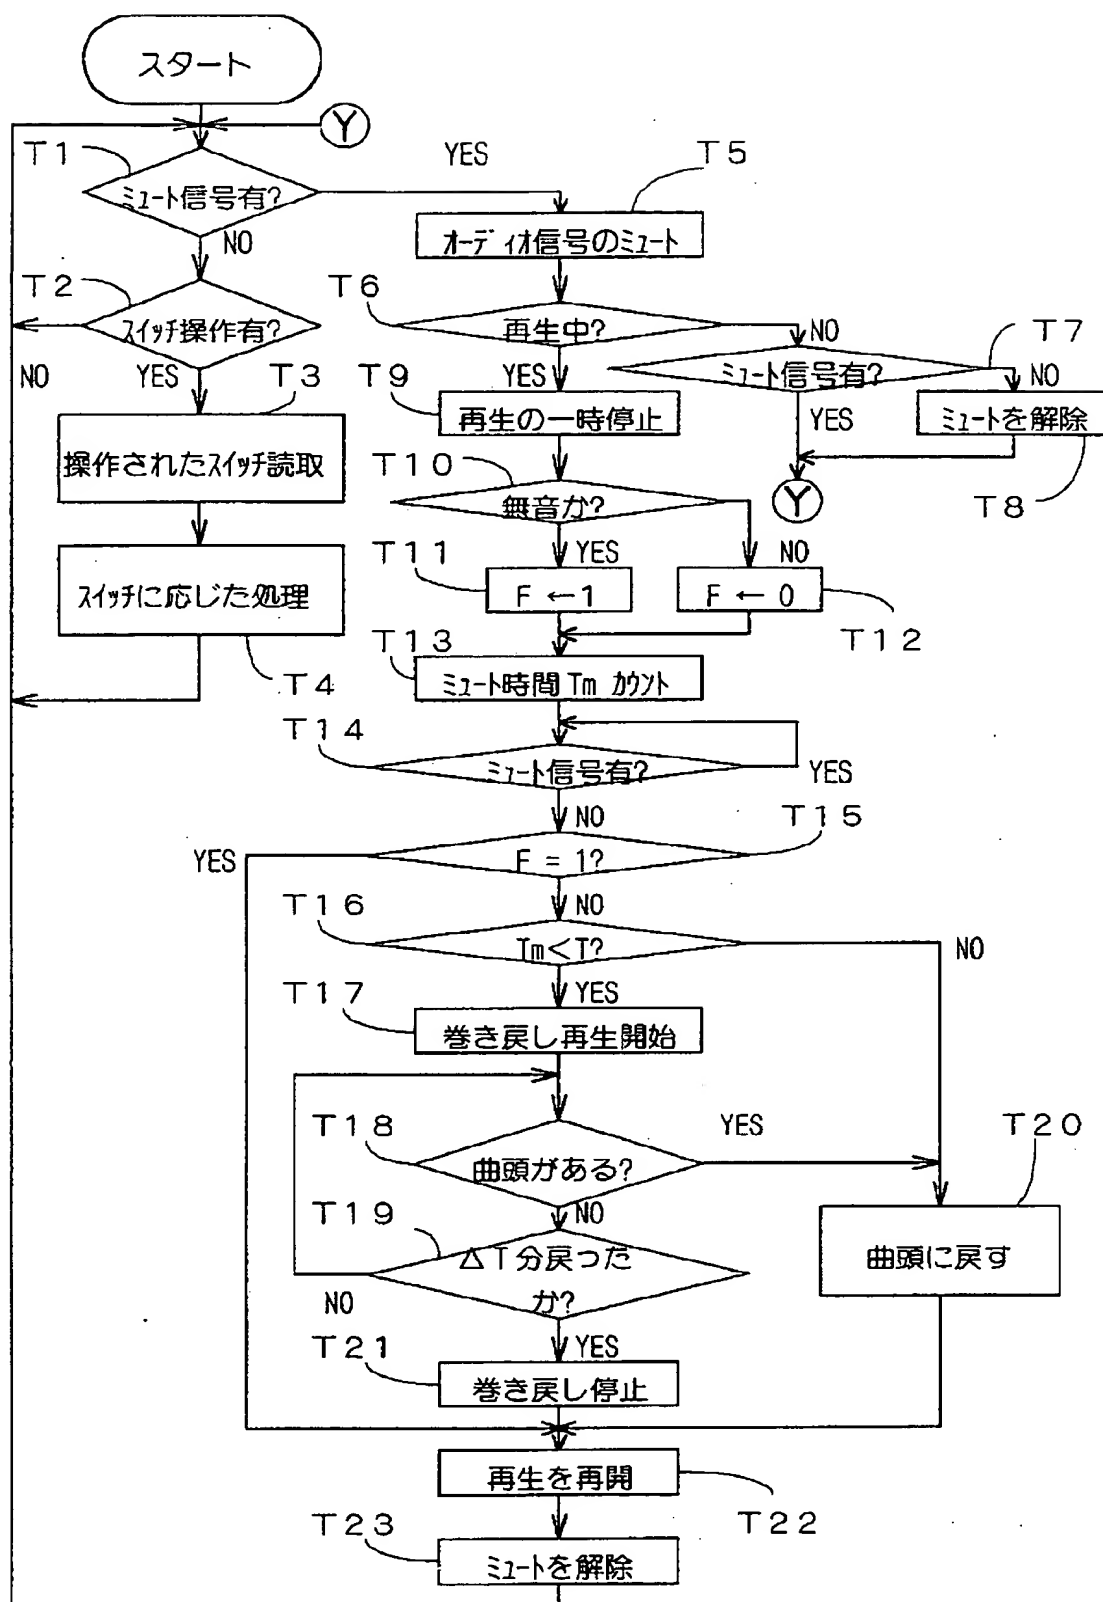 スタート
Y
T1
ミュート信号有?
YES
T5
オーディオ信号のミュート
NO
T2
スイッチ操作有?
NO
YES
T3
操作されたスイッチ読取
スイッチに応じた処理
T4
T6
再生中?
NO
T7
ミュート信号有?
NO
YES
ミュートを解除
T8
Y
YES
T9
再生の一時停止
T10
無音か?
YES
NO
T11
F ← 1
F ← 0
T12
T13
ミュート時間 Tm カウント
T14
ミュート信号有?
YES
NO
T15
F = 1?
YES
NO
T16
Tm<T?
NO
YES
T17
巻き戻し再生開始
T18
曲頭がある?
YES
T20
曲頭に戻す
NO
T19
△T分戻った
か?
NO
YES
T21
巻き戻し停止
再生を再開
T22
T23
ミュートを解除